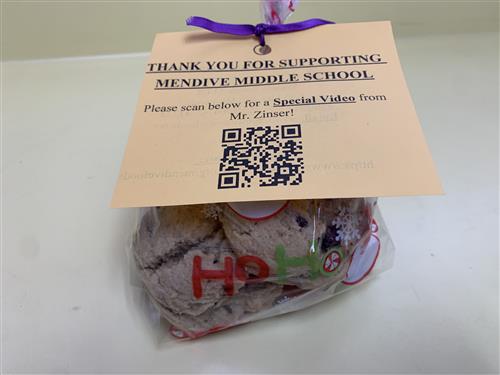 THANK YOU FOR SUPPORTING
MENDIVE MIDDLE SCHOOL
Please scan below for a Special Video from
Mr. Zinser!
HO HO